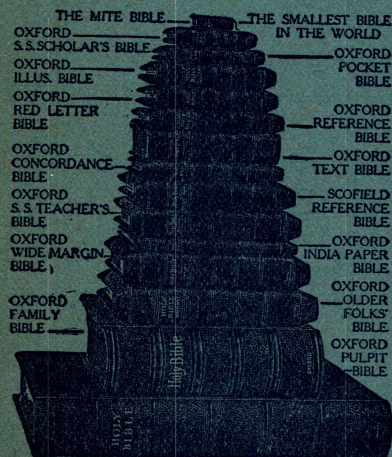 THE MITE BIBLE
THE SMALLEST BIBLE
IN THE WORLD
OXFORD
S.S. SCHOLAR'S BIBLE
OXFORD
POCKET
BIBLE
OXFORD
ILLUS. BIBLE
OXFORD
RED LETTER
BIBLE
OXFORD
REFERENCE
BIBLE
OXFORD
CONCORDANCE
BIBLE
OXFORD
TEXT BIBLE
OXFORD
S.S. TEACHER'S
BIBLE
SCOFIELD
REFERENCE
BIBLE
OXFORD
WIDE MARGIN
BIBLE
OXFORD
INDIA PAPER
BIBLE
OXFORD
FAMILY
BIBLE
OXFORD
OLDER
FOLKS'
BIBLE
OXFORD
PULPIT
BIBLE
Holy Bible
HOLY
BIBLE